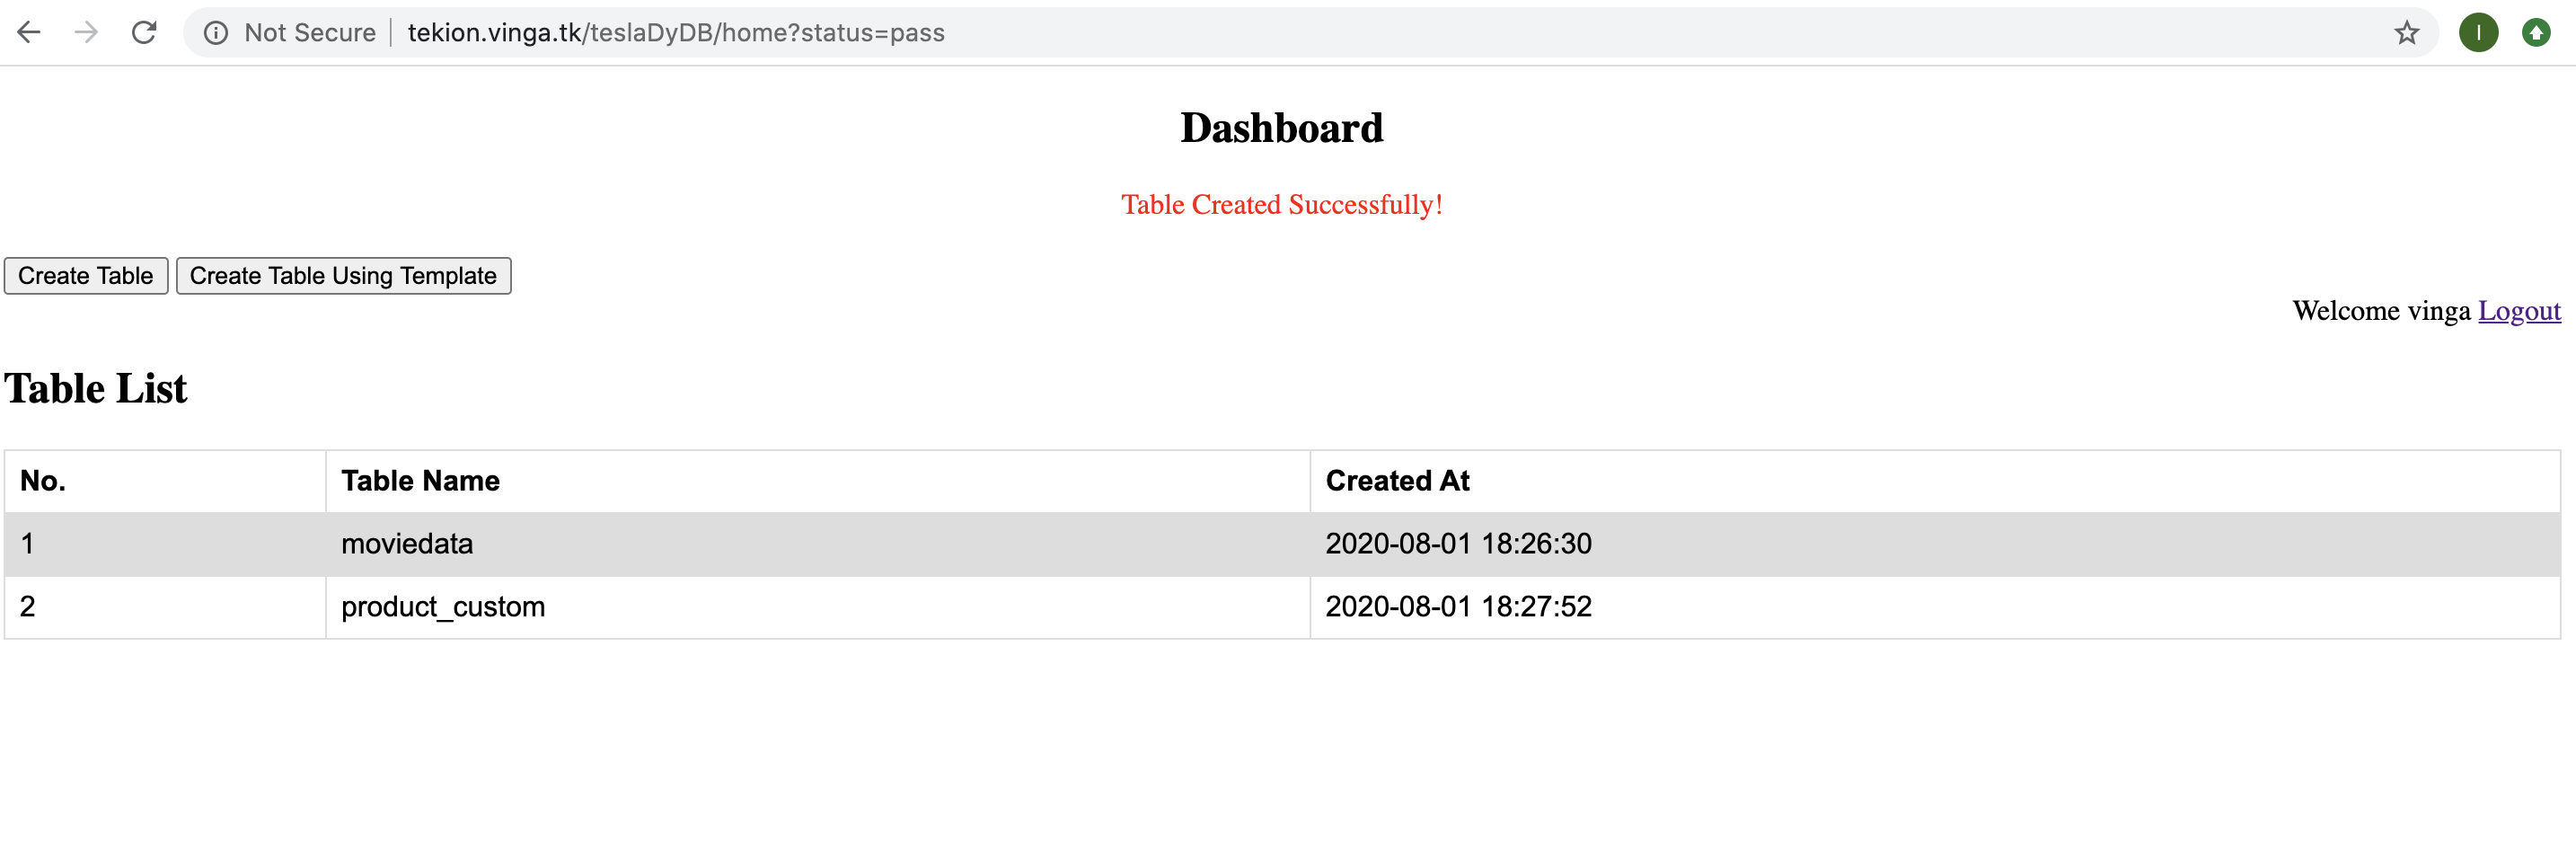 Not Secure | tekion.vinga.tk/teslaDyDB/home?status=pass
I
Dashboard
Table Created Successfully!
Create Table Create Table Using Template
Welcome vinga Logout
Table List
No. Table Name Created At
1 moviedata 2020-08-01 18:26:30
2 product_custom 2020-08-01 18:27:52